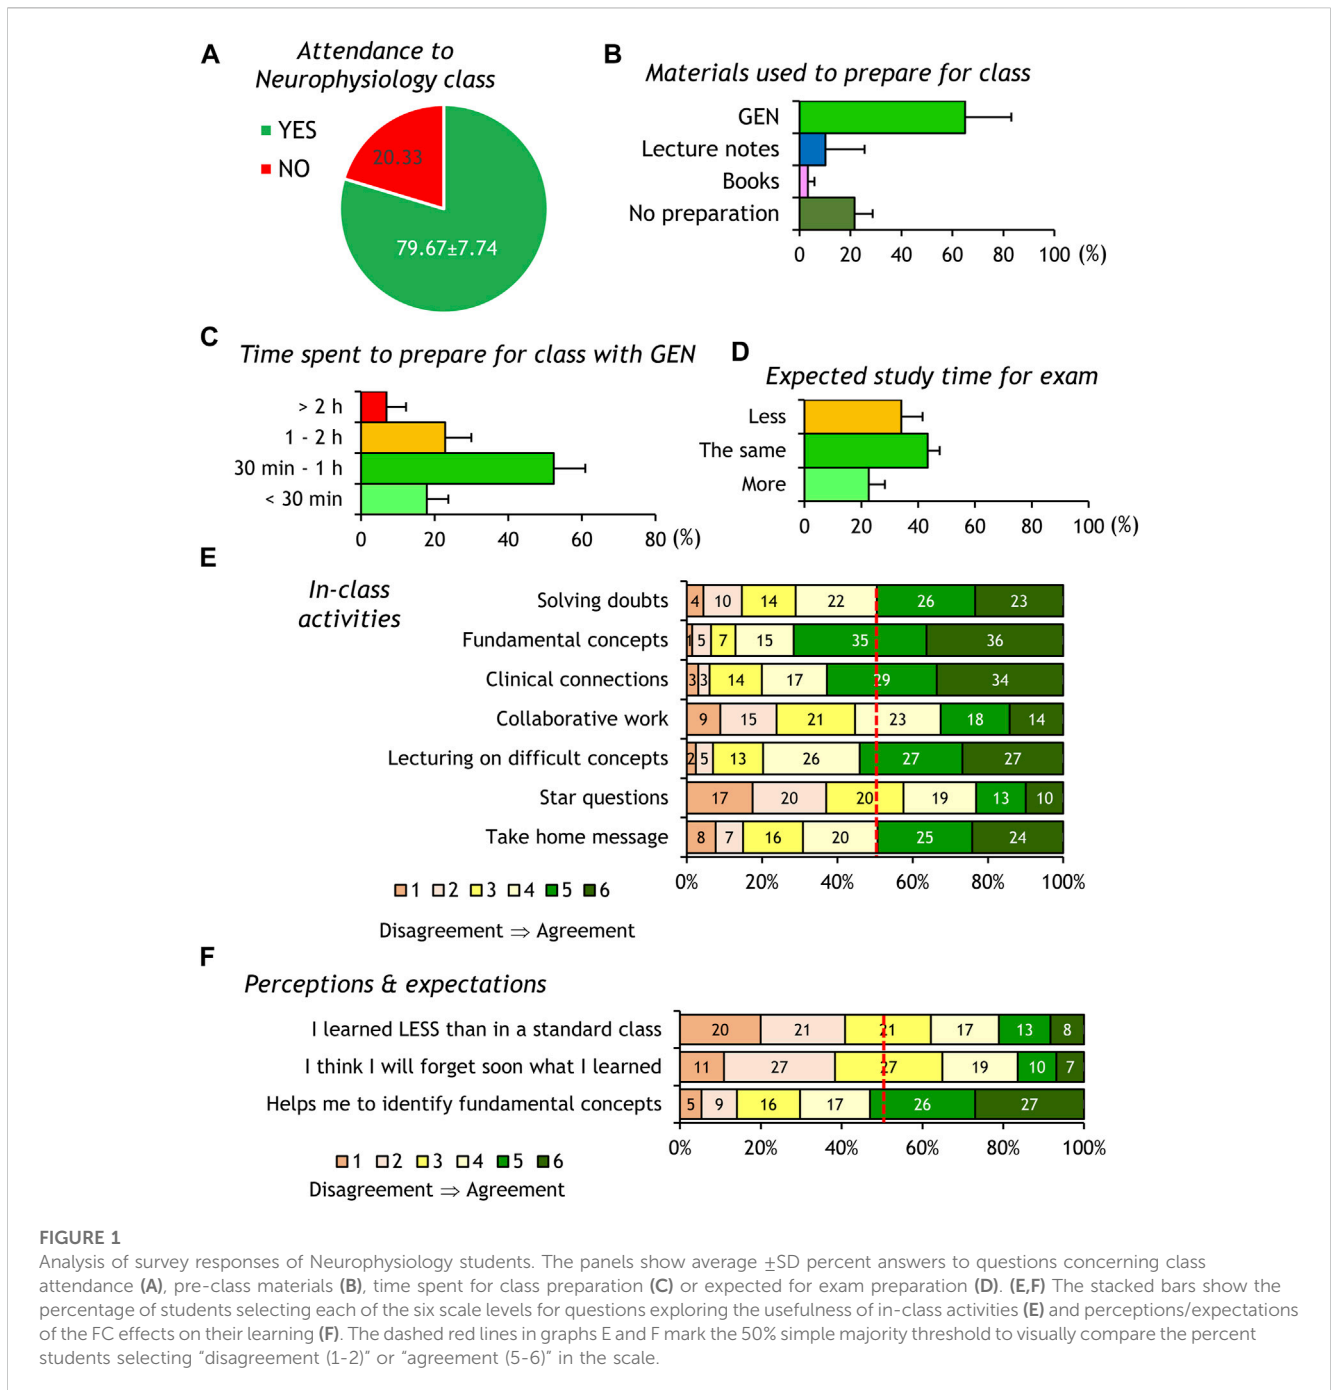 A
Attendance to
Neurophysiology class
YES
NO
20.33
79.67±7.74
B
Materials used to prepare for class
GEN
Lecture notes
Books
No preparation
0 20 40 60 80 100 (%)
C
Time spent to prepare for class with GEN
> 2 h
1 - 2 h
30 min - 1 h
< 30 min
0 20 40 60 80 (%)
D
Expected study time for exam
Less
The same
More
0 20 40 60 80 100 (%)
E
In-class
activities
Solving doubts 4 10 14 22 26 23
Fundamental concepts 1 5 7 15 35 36
Clinical connections 3 3 14 17 29 34
Collaborative work 9 15 21 23 18 14
Lecturing on difficult concepts 2 5 13 26 27 27
Star questions 17 20 20 19 13 10
Take home message 8 7 16 20 25 24
0% 20% 40% 60% 80% 100%
1 2 3 4 5 6
Disagreement ⇒ Agreement
F
Perceptions & expectations
I learned LESS than in a standard class 20 21 21 17 13 8
I think I will forget soon what I learned 11 27 27 19 10 7
Helps me to identify fundamental concepts 5 9 16 17 26 27
0% 20% 40% 60% 80% 100%
1 2 3 4 5 6
Disagreement ⇒ Agreement
FIGURE 1
Analysis of survey responses of Neurophysiology students. The panels show average ±SD percent answers to questions concerning class
attendance (A), pre-class materials (B), time spent for class preparation (C) or expected for exam preparation (D). (E,F) The stacked bars show the
percentage of students selecting each of the six scale levels for questions exploring the usefulness of in-class activities (E) and perceptions/expectations
of the FC effects on their learning (F). The dashed red lines in graphs E and F mark the 50% simple majority threshold to visually compare the percent
students selecting “disagreement (1-2)” or “agreement (5-6)” in the scale.